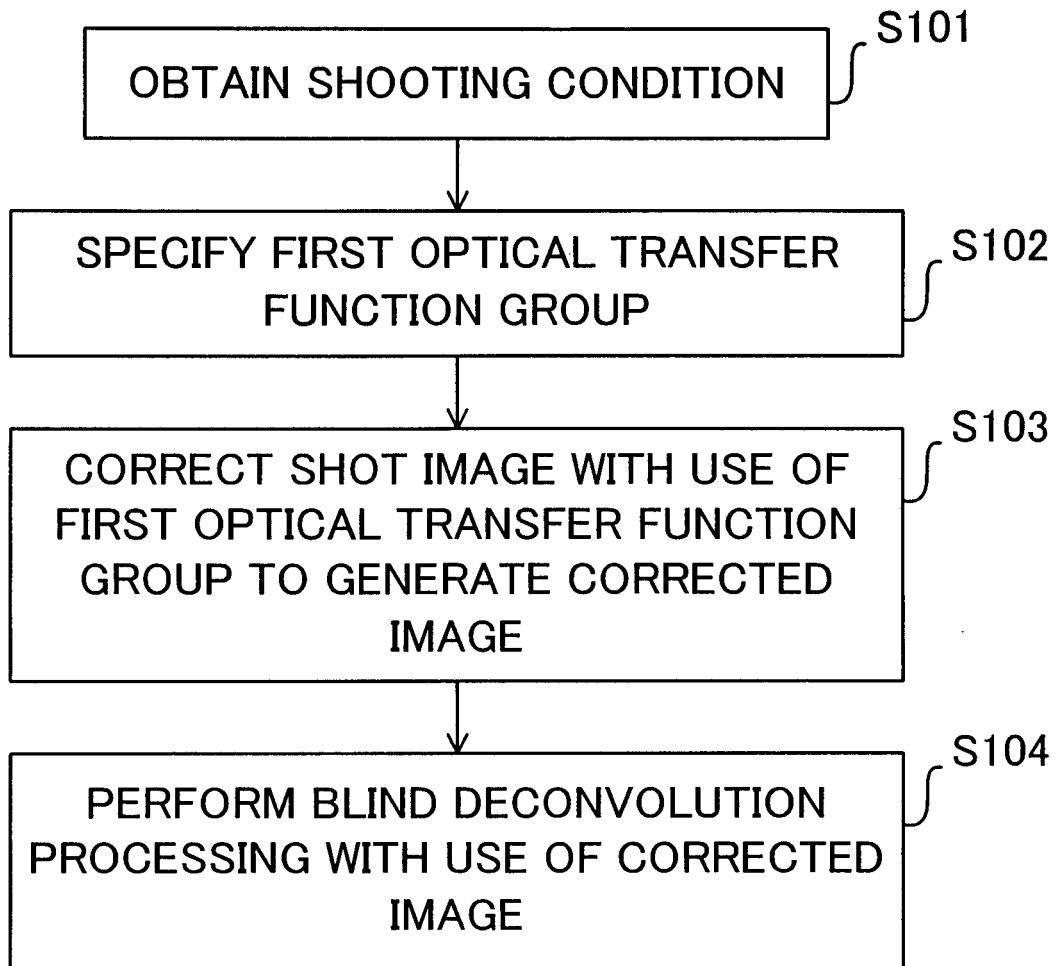 S101
OBTAIN SHOOTING CONDITION
S102
SPECIFY FIRST OPTICAL TRANSFER
FUNCTION GROUP
S103
CORRECT SHOT IMAGE WITH USE OF
FIRST OPTICAL TRANSFER FUNCTION
GROUP TO GENERATE CORRECTED
IMAGE
S104
PERFORM BLIND DECONVOLUTION
PROCESSING WITH USE OF CORRECTED
IMAGE